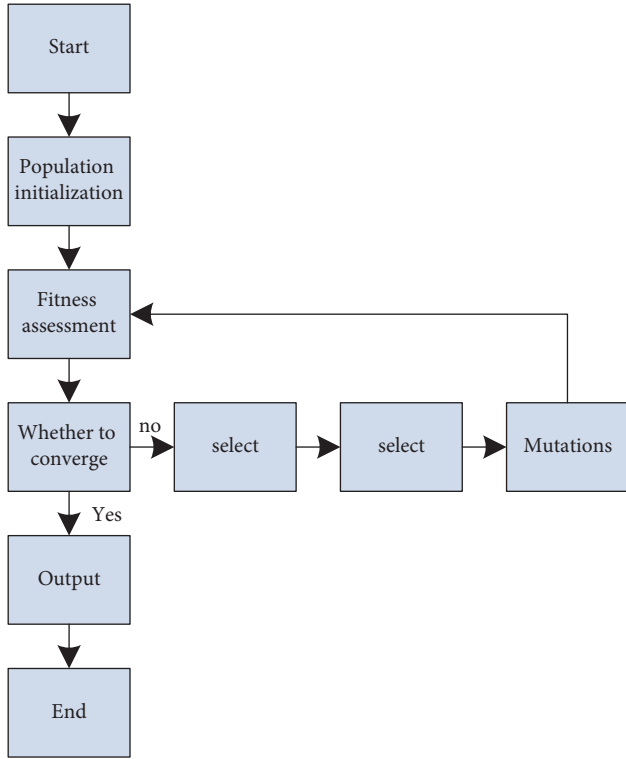 Start
Population
initialization
Fitness
assessment
Whether to
converge
no
select
select
Mutations
Yes
Output
End